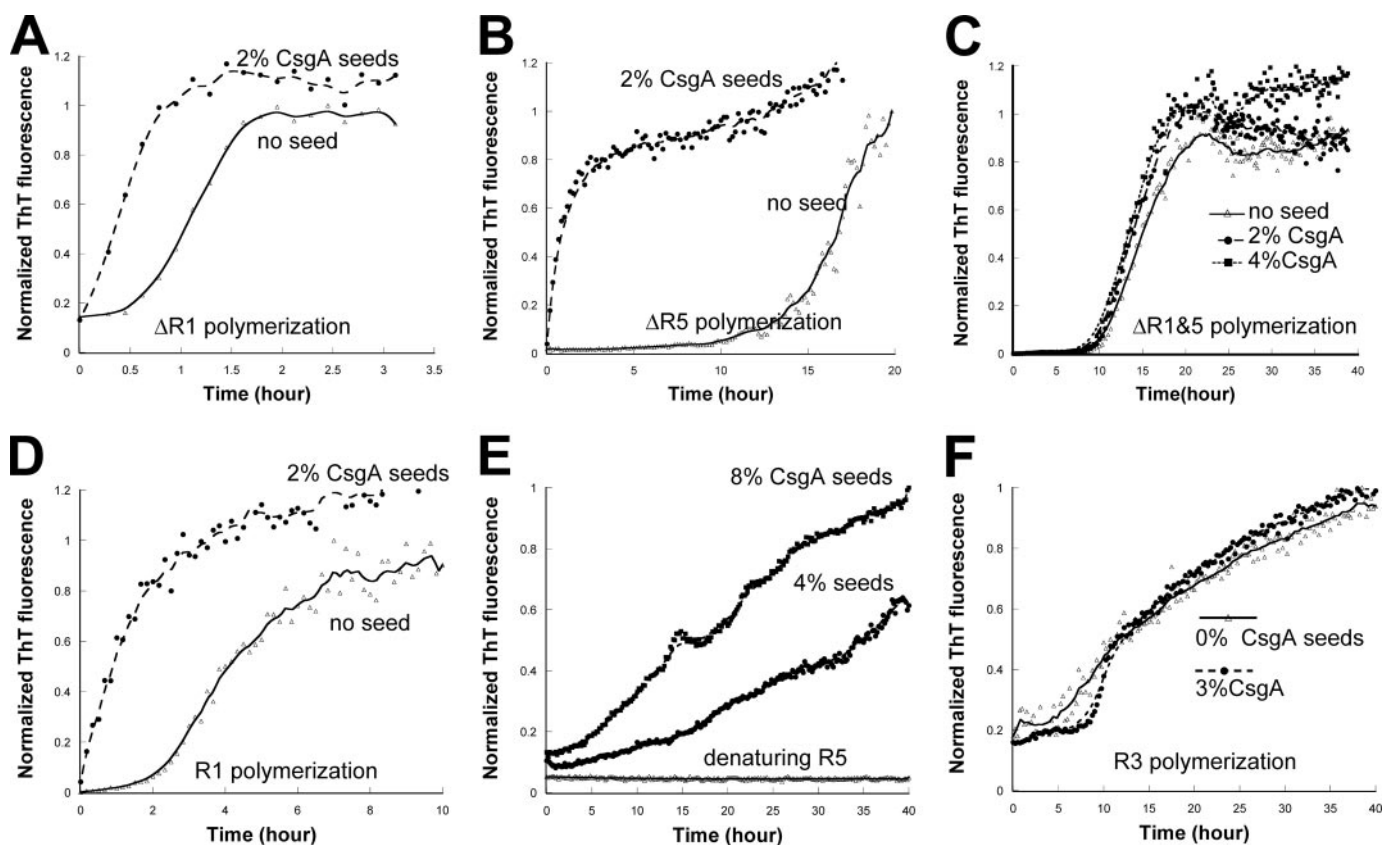 A
Normalized ThT fluorescence
1.2
1
0.8
0.6
0.4
0.2
0
2% CsgA seeds
no seed
ΔR1 polymerization
0 0.5 1 1.5 2 2.5 3 3.5
Time (hour)
B
Normalized ThT fluorescence
1.2
1
0.8
0.6
0.4
0.2
0
2% CsgA seeds
no seed
ΔR5 polymerization
0 5 10 15 20
Time (hour)
C
Normalized ThT fluorescence
1.2
1
0.8
0.6
0.4
0.2
0
no seed
2% CsgA
4%CsgA
ΔR1&5 polymerization
0 5 10 15 20 25 30 35 40
Time(hour)
D
Normalized ThT fluorescence
1.2
1
0.8
0.6
0.4
0.2
0
2% CsgA seeds
no seed
R1 polymerization
0 2 4 6 8 10
Time (hour)
E
Normalized ThT fluorescence
1
0.8
0.6
0.4
0.2
0
8% CsgA seeds
4% seeds
denaturing R5
0 5 10 15 20 25 30 35 40
Time (hour)
F
Normalized ThT fluorescence
1
0.8
0.6
0.4
0.2
0
0% CsgA seeds
3%CsgA
R3 polymerization
0 5 10 15 20 25 30 35 40
Time (hour)